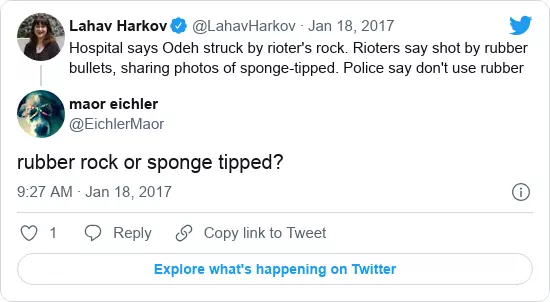 Lahav Harkov @LahavHarkov · Jan 18, 2017
Hospital says Odeh struck by rioter's rock. Rioters say shot by rubber
bullets, sharing photos of sponge-tipped. Police say don't use rubber
maor eichler
@EichlerMaor
rubber rock or sponge tipped?
9:27 AM · Jan 18, 2017
1 Reply Copy link to Tweet
Explore what's happening on Twitter